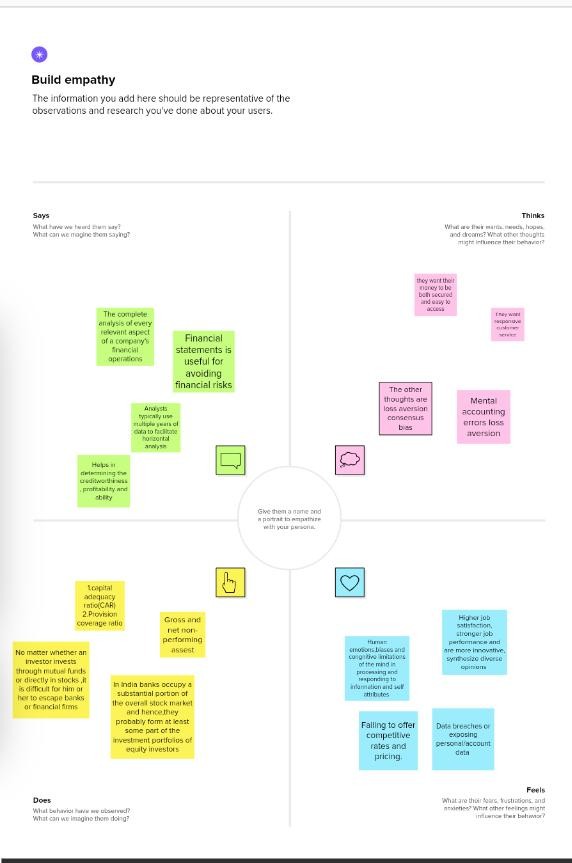 Build empathy
The information you add here should be representative of the
observations and research you've done about your users.
Says
What have we heard them say?
What can we magine them saying?
Thinks
What are their wants, needs, hopes,
and dreams? What other thoughts
might influence their behavior?
The complete
analysis of every
relevant aspect
of a company's
financial
operations
Financial
statements is
useful for
avoiding
financial risks
Analysts
typically use
multiple years of
data to facilitate
horizontal
analysis
Helps in
determining the
creditworthiness
, profitability and
ability
they want their
money to be
both secured
and easy to
access
They want
responsive
customer
service
The other
thoughts are
loss aversion
consensus
bias
Mental
accounting
errors loss
aversion
Give them a name and
a portrait to empathize
with your persona.
1.capital
adequacy
ratio(CAR)
2.Provision
coverage ratio
Gross and
net non-
performing
assest
No matter whether an
investor invests
through mutual funds
or directly in stocks ,it
is difficult for him or
her to escape banks
or financial firms
In India banks occupy a
substantial portion of
the overall stock market
and hence,they
probably form at least
some part of the
investment portfolios of
equity investors
Human
emotions,biases and
congnitive limitations
of the mind in
processing and
responding to
information and self
attributes
Higher job
satisfaction,
stronger job
performance and
are more innovative,
synthesize diverse
opinions
Failing to offer
competitive
rates and
pricing.
Data breaches or
exposing
personal/account
data
Does
What behavior have we observed?
What can we imagine them doing?
Feels
What are their fears, frustrations, and
anxieties? What other feelings might
influence their behavior?